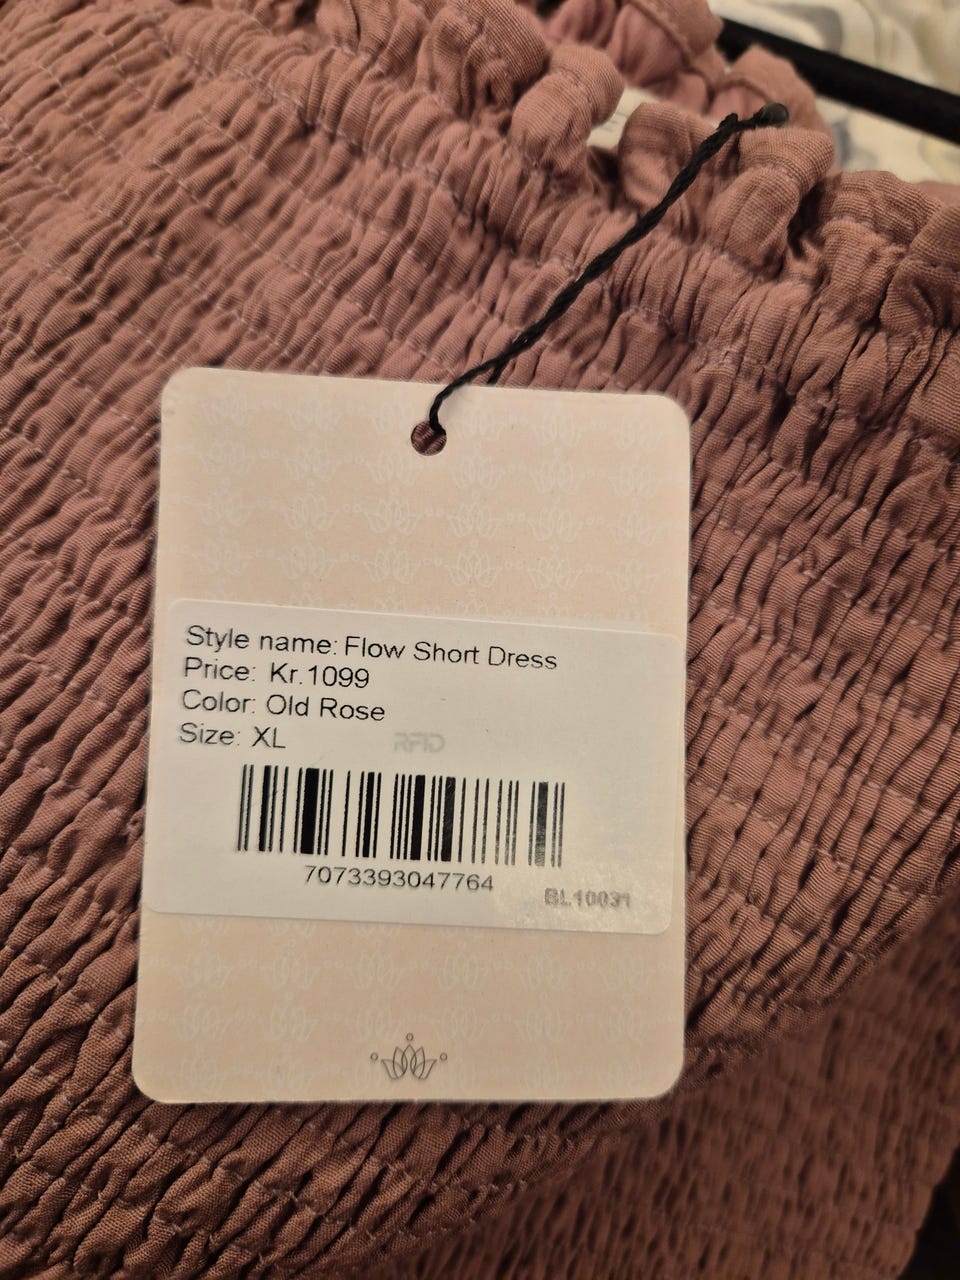 Style name: Flow Short Dress
Price: Kr.1099
Color: Old Rose
Size: XL
RFID
7073393047764
BL10031